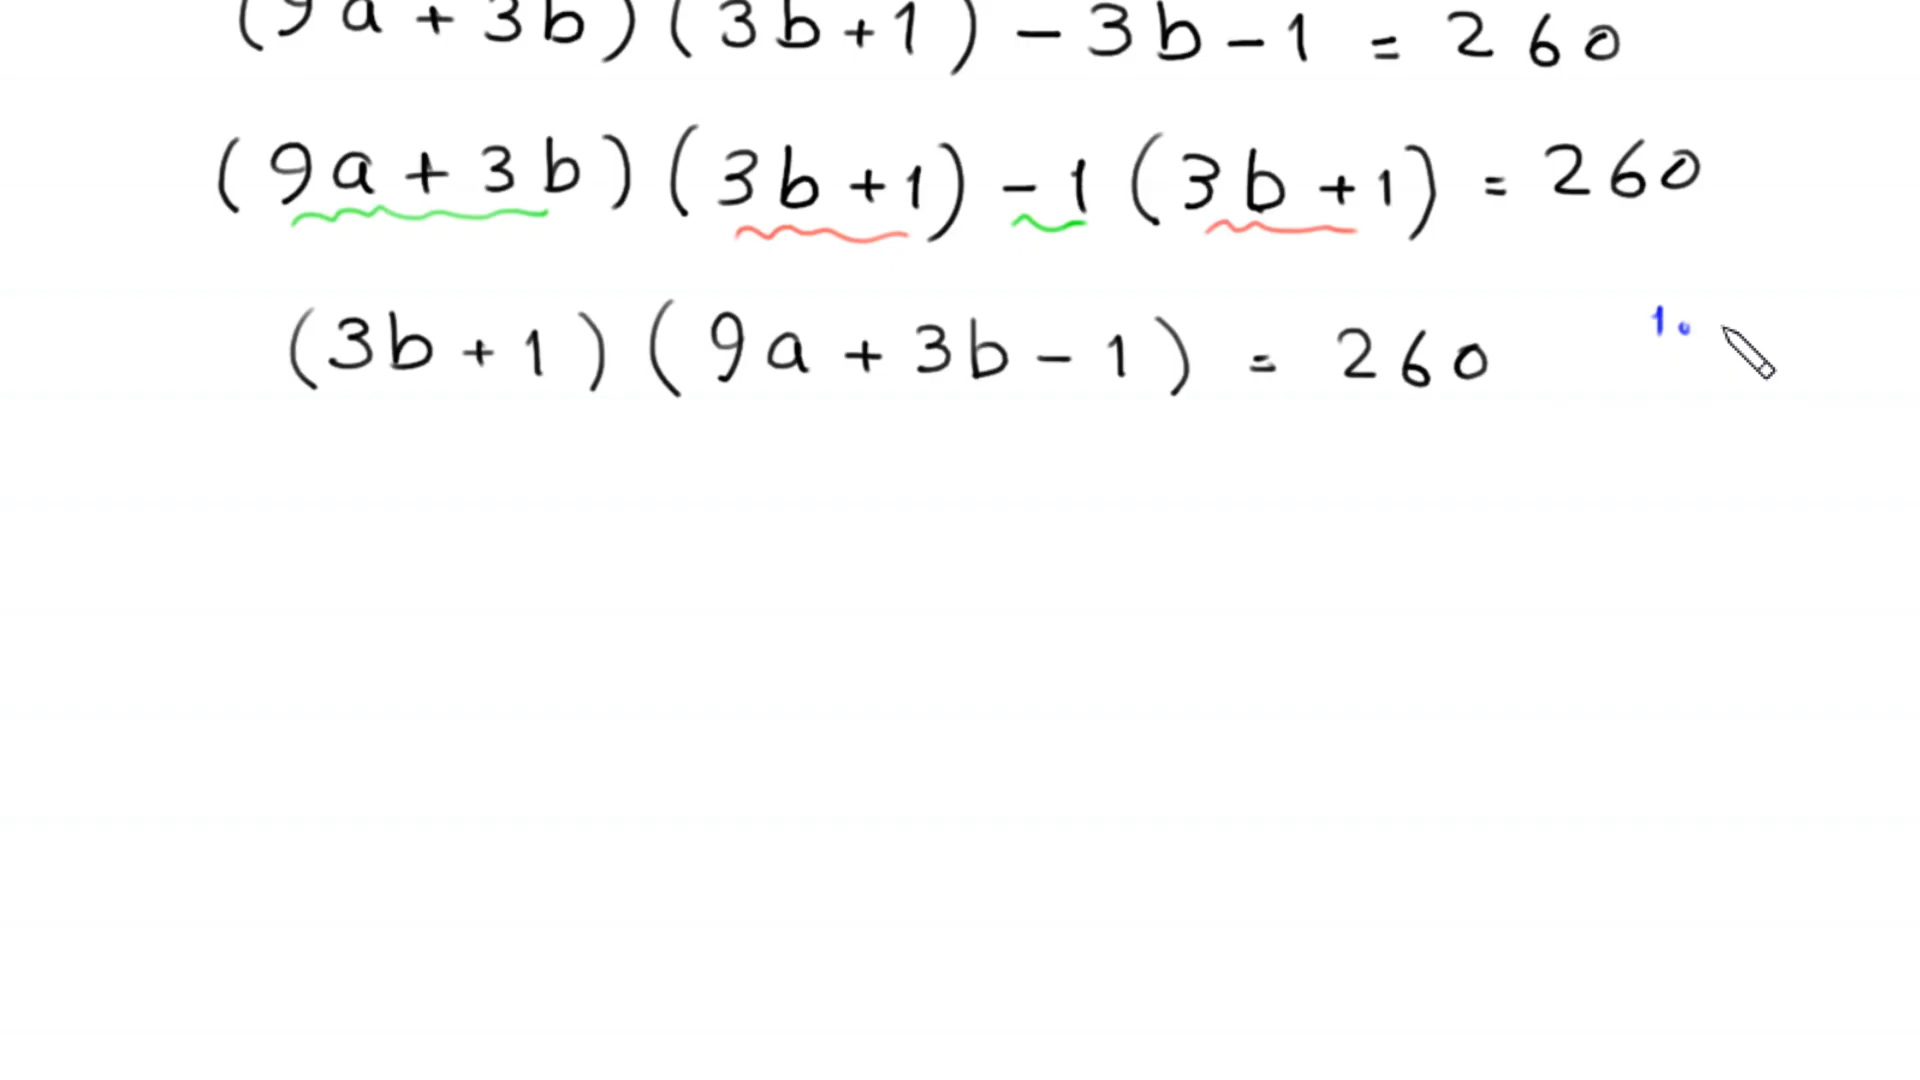 (9a + 3b)(3b+1) - 3b - 1 = 260
(9a + 3b)(3b+1) - 1(3b+1) = 260
(3b+1)(9a + 3b - 1) = 260 1.